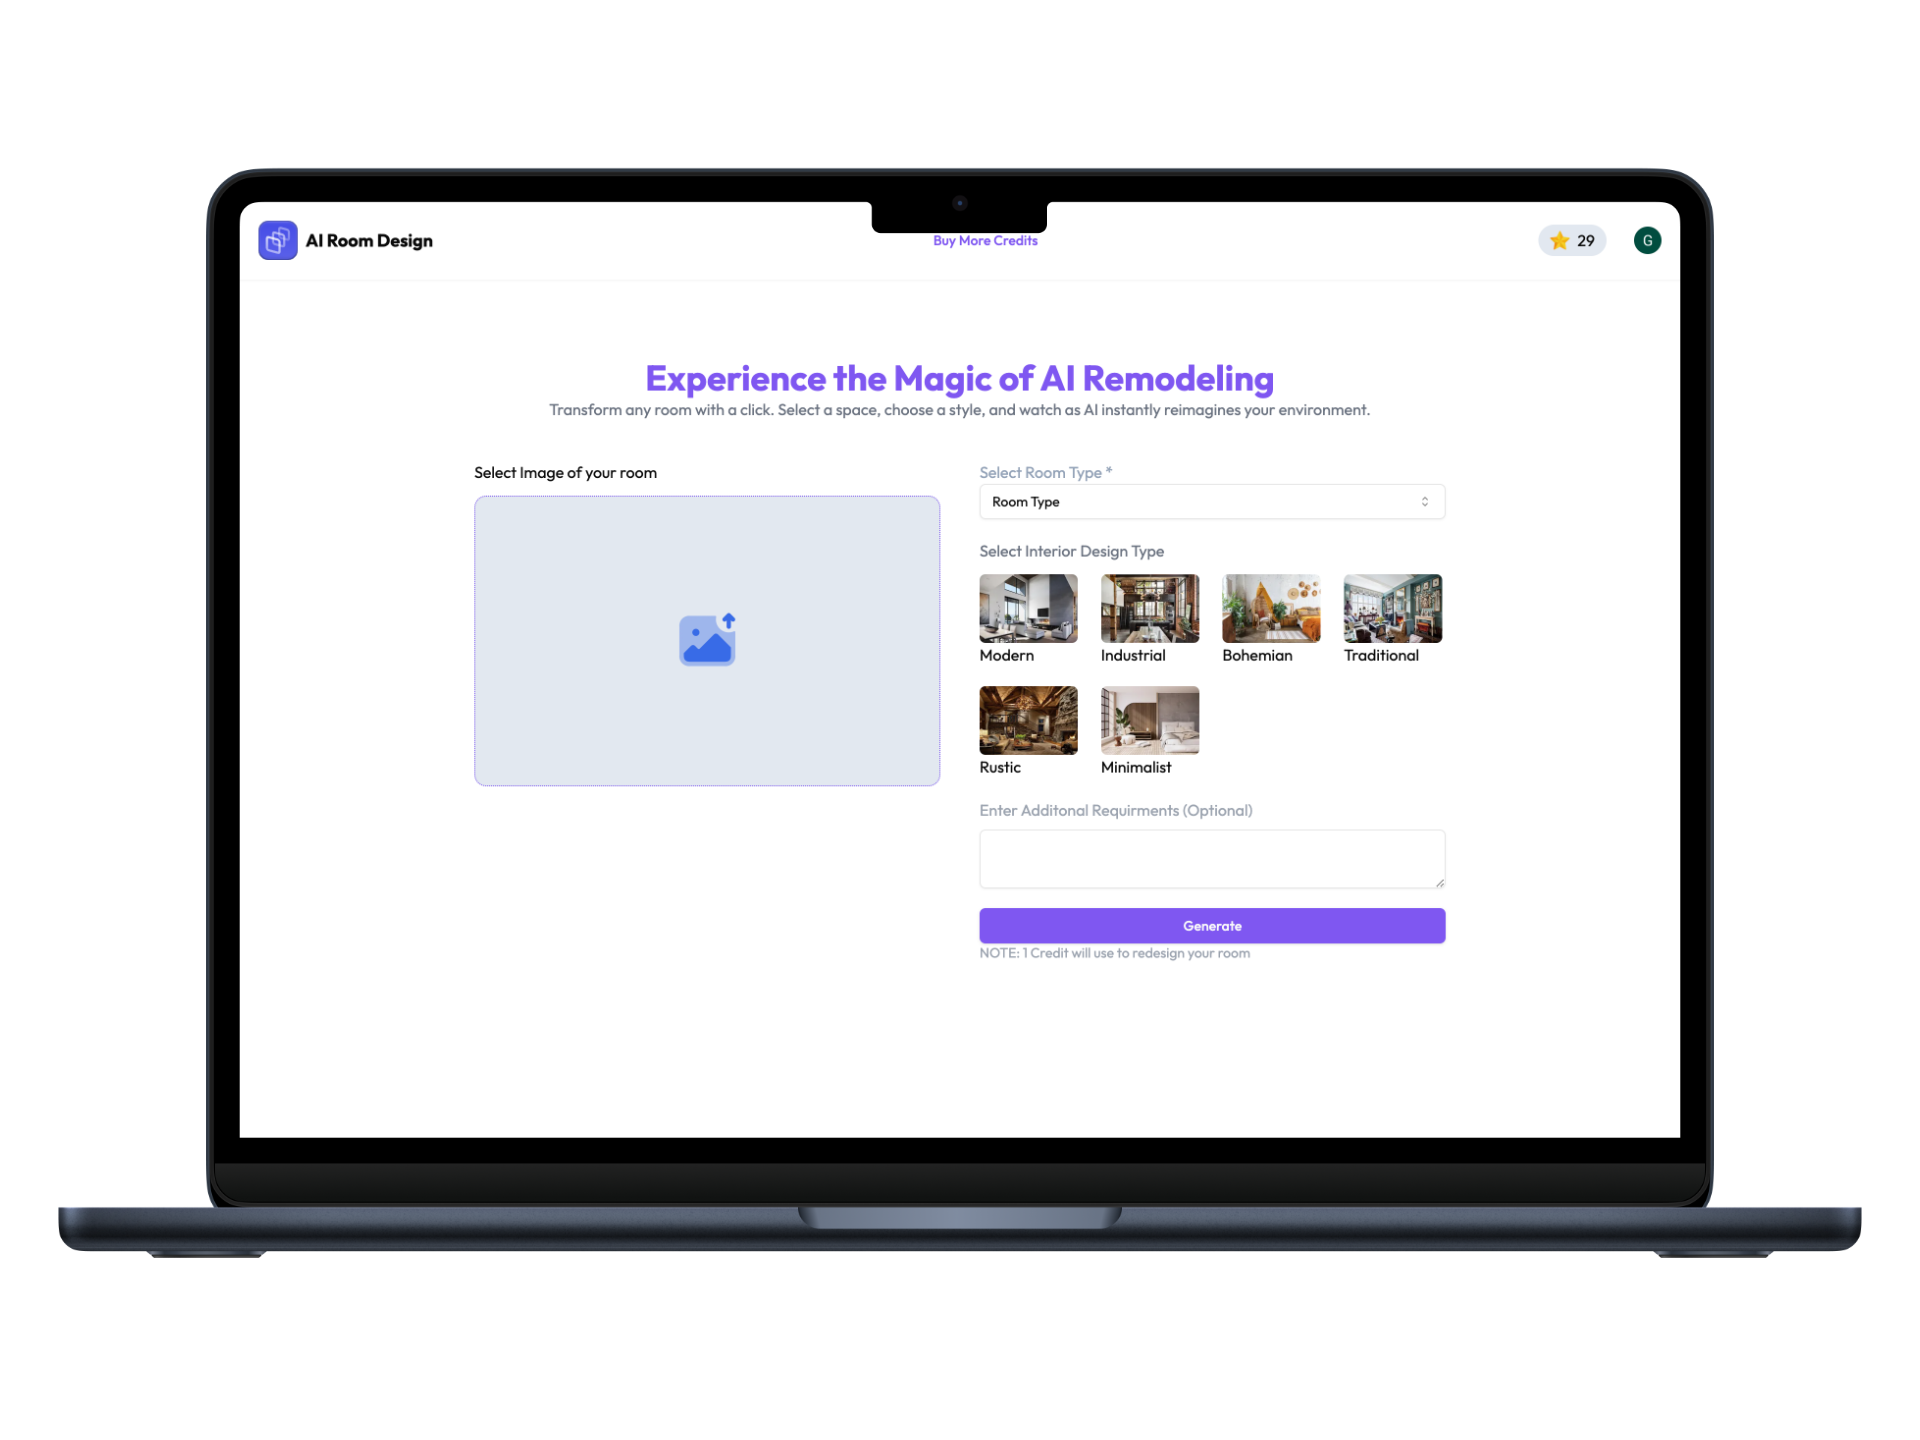 AI Room Design
Buy More Credits
29
G
Experience the Magic of AI Remodeling
Transform any room with a click. Select a space, choose a style, and watch as AI instantly reimagines your environment.
Select Image of your room
Select Room Type *
Room Type
Select Interior Design Type
Modern
Industrial
Bohemian
Traditional
Rustic
Minimalist
Enter Additonal Requirments (Optional)
Generate
NOTE: 1 Credit will use to redesign your room